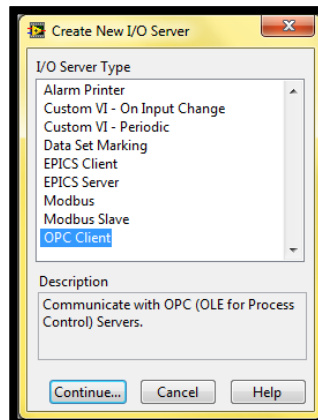 Create New I/O Server
I/O Server Type
Alarm Printer
Custom VI - On Input Change
Custom VI - Periodic
Data Set Marking
EPICS Client
EPICS Server
Modbus
Modbus Slave
OPC Client
Description
Communicate with OPC (OLE for Process
Control) Servers.
Continue... Cancel Help